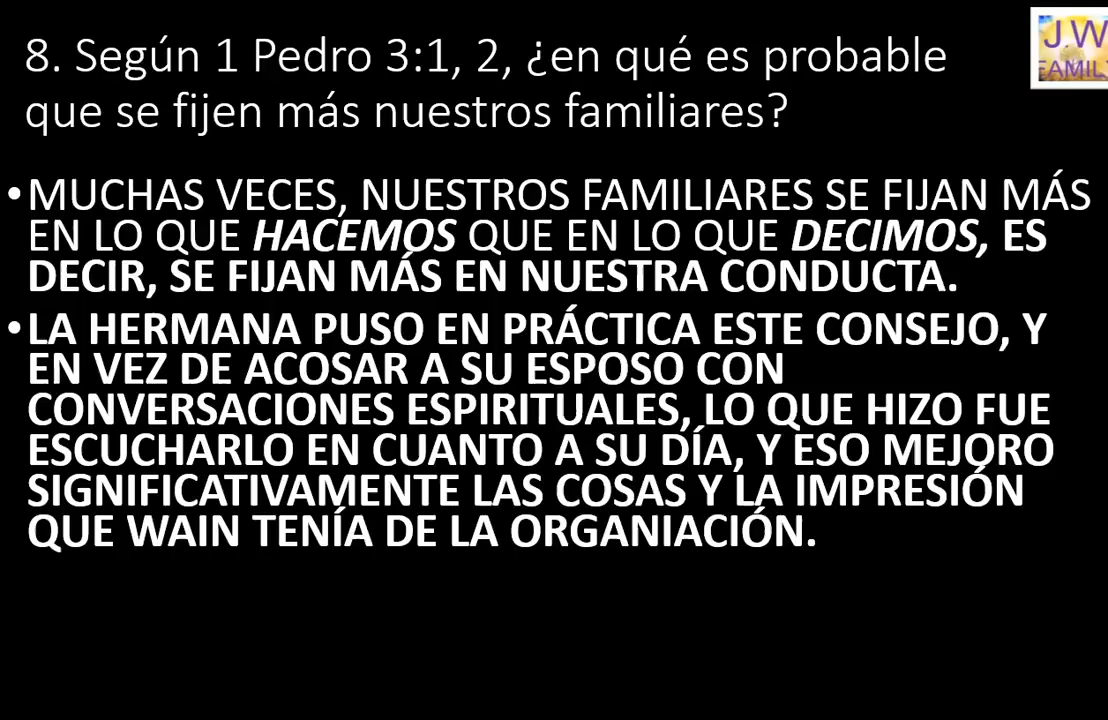 8. Según 1 Pedro 3:1, 2, ¿en qué es probable
que se fijen más nuestros familiares?
J.W
FAMIL
•MUCHAS VECES, NUESTROS FAMILIARES SE FIJAN MÁS
EN LO QUE HACEMOS QUE EN LO QUE DECIMOS, ES
DECIR, SE FIJAN MÁS EN NUESTRA CONDUCTA.
•LA HERMANA PUSO EN PRÁCTICA ESTE CONSEJO, Y
EN VEZ DE ACOSAR A SU ESPOSO CON
CONVERSACIONES ESPIRITUALES, LO QUE HIZO FUE
ESCUCHARLO EN CUANTO A SU DÍA, Y ESO MEJORO
SIGNIFICATIVAMENTE LAS COSAS Y LA IMPRESIÓN
QUE WAIN TENÍA DE LA ORGANIACIÓN.